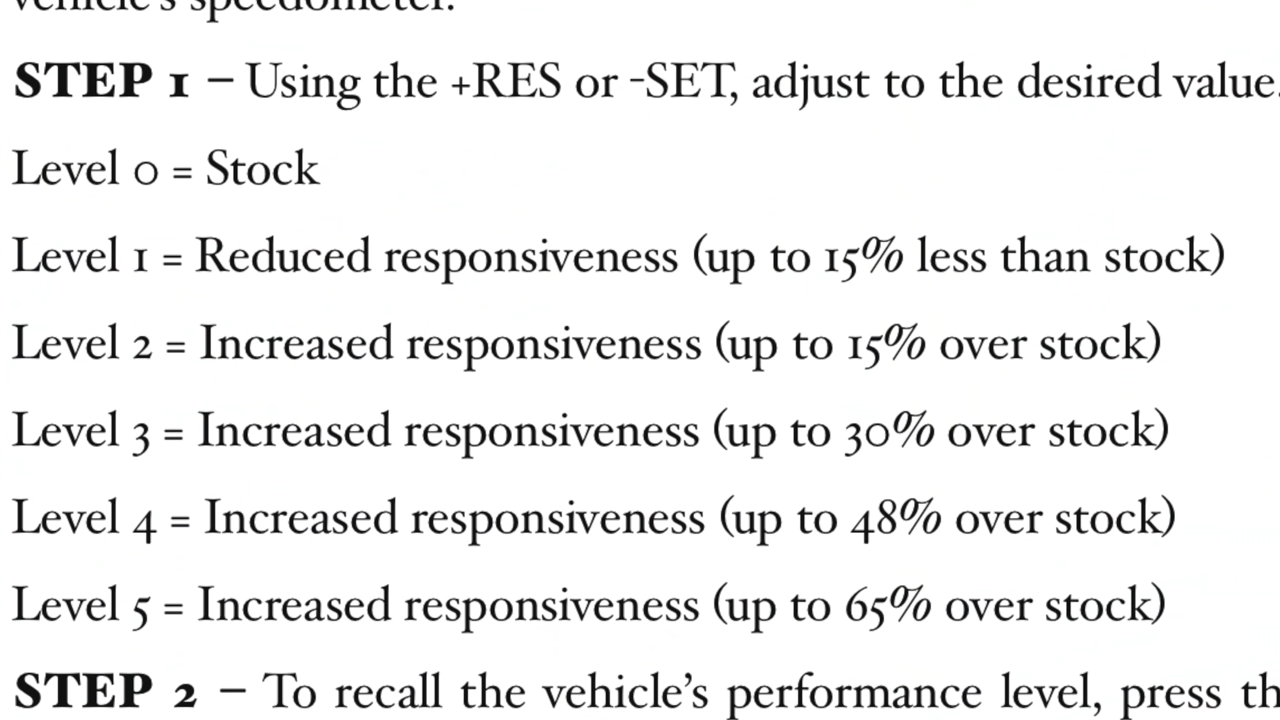 vehicle's speedometer.
STEP 1 – Using the +RES or -SET, adjust to the desired value.
Level 0 = Stock
Level 1 = Reduced responsiveness (up to 15% less than stock)
Level 2 = Increased responsiveness (up to 15% over stock)
Level 3 = Increased responsiveness (up to 30% over stock)
Level 4 = Increased responsiveness (up to 48% over stock)
Level 5 = Increased responsiveness (up to 65% over stock)
STEP 2 – To recall the vehicle’s performance level, press